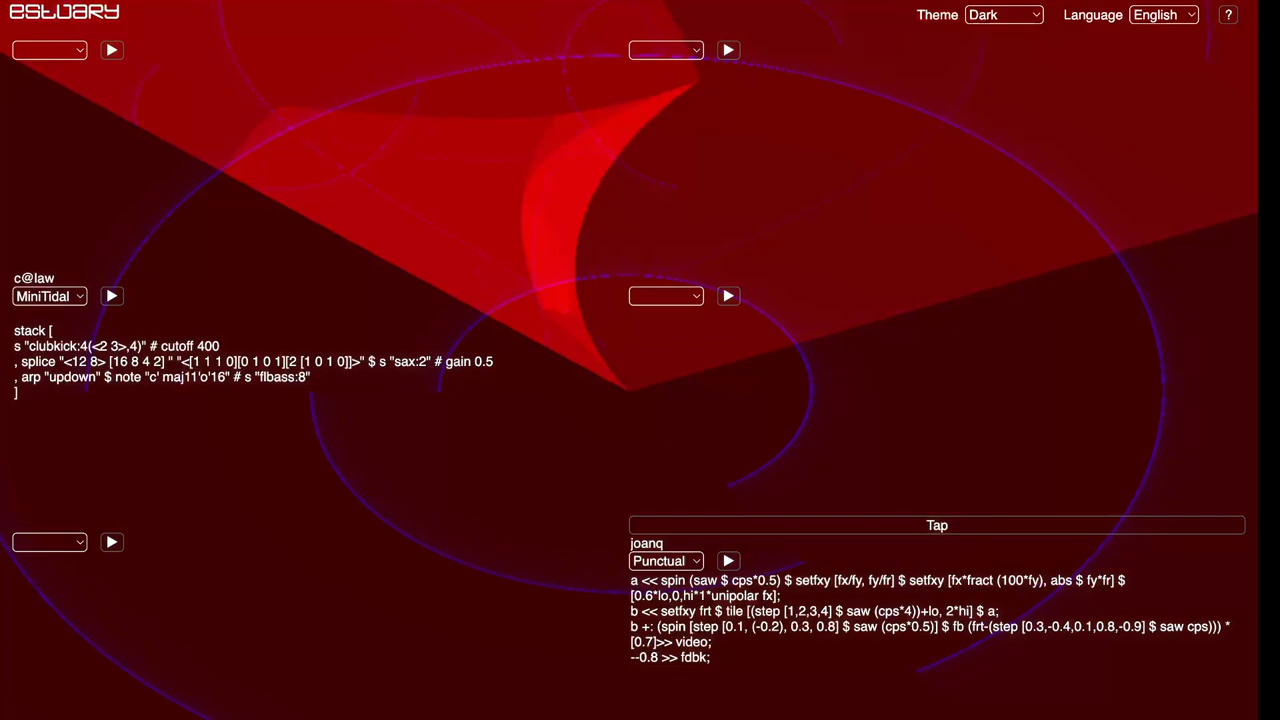 estuary
Theme Dark Language English ?
c@law
MiniTidal
stack [
s "clubkick:4(<2 3>,4)" # cutoff 400
, splice "<12 8> [16 8 4 2] " "<[1 1 1 0][0 1 0 1][2 [1 0 1 0]]>" $ s "sax:2" # gain 0.5
, arp "updown" $ note "c' maj11'o'16" # s "flbass:8"
]
Tap
joanq
Punctual
a << spin (saw $ cps*0.5) $ setfxy [fx/fy, fy/fr] $ setfxy [fx*fract (100*fy), abs $ fy*fr] $
[0.6*lo,0,hi*1*unipolar fx];
b << setfxy frt $ tile [(step [1,2,3,4] $ saw (cps*4))+lo, 2*hi] $ a;
b +: (spin [step [0.1, (-0.2), 0.3, 0.8] $ saw (cps*0.5)] $ fb (frt-(step [0.3,-0.4,0.1,0.8,-0.9] $ saw cps))) *
[0.7]>> video;
--0.8 >> fdbk;